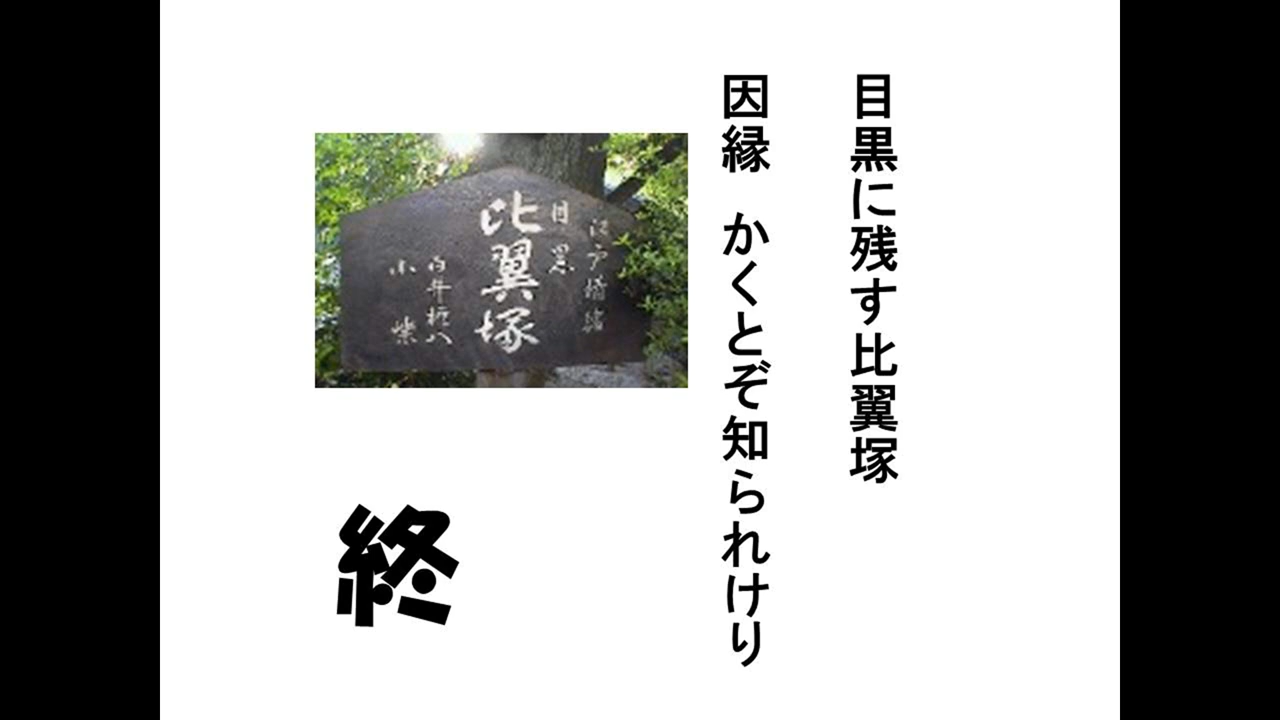 目黒に残す比翼塚
因縁　かくとぞ知られけり
江戸情緒
目黒
比翼塚
白井権八
小紫
終